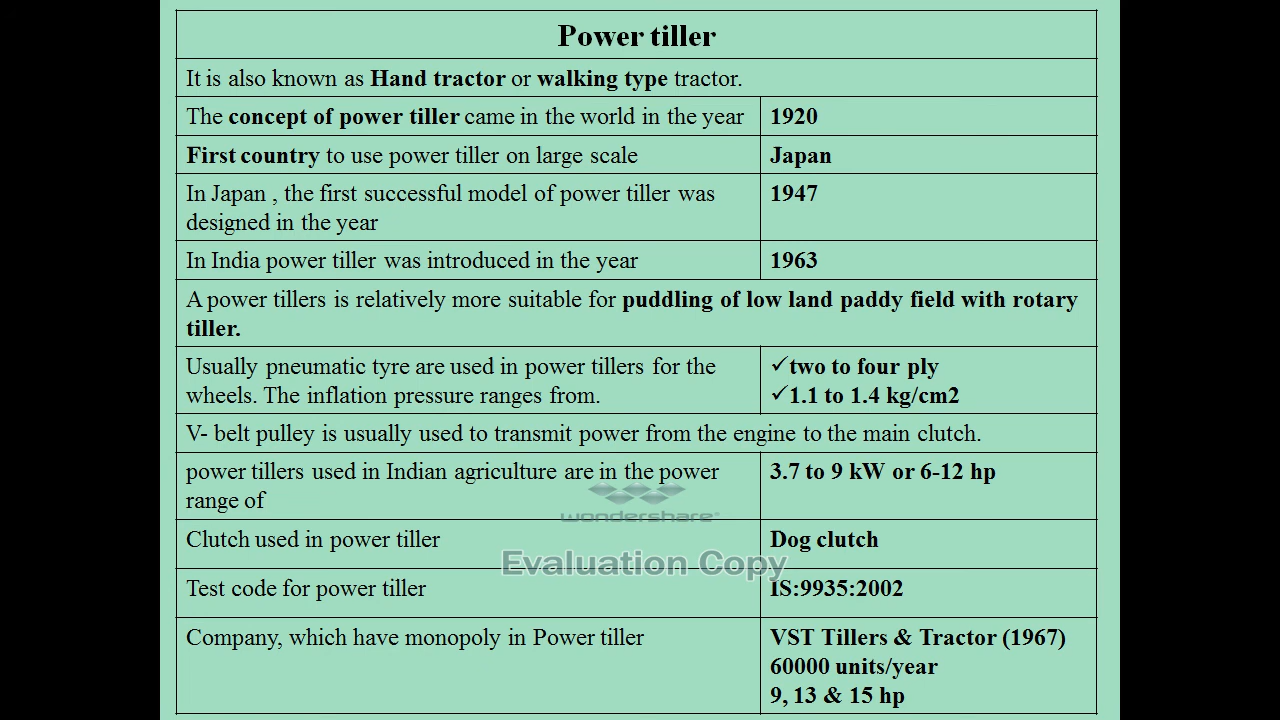 Power tiller
It is also known as Hand tractor or walking type tractor.
The concept of power tiller came in the world in the year 1920
First country to use power tiller on large scale Japan
In Japan , the first successful model of power tiller was
designed in the year
1947
In India power tiller was introduced in the year 1963
A power tillers is relatively more suitable for puddling of low land paddy field with rotary
tiller.
Usually pneumatic tyre are used in power tillers for the
wheels. The inflation pressure ranges from.
✓two to four ply
✓1.1 to 1.4 kg/cm2
V- belt pulley is usually used to transmit power from the engine to the main clutch.
power tillers used in Indian agriculture are in the power
range of
3.7 to 9 kW or 6-12 hp
wondershare®
Clutch used in power tiller Dog clutch
Evaluation Copy
Test code for power tiller IS:9935:2002
Company, which have monopoly in Power tiller
VST Tillers & Tractor (1967)
60000 units/year
9, 13 & 15 hp